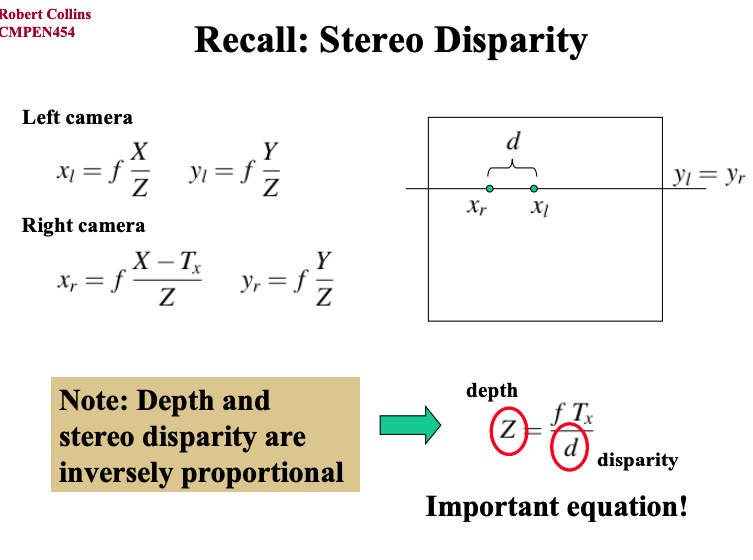 Robert Collins
CMPEN454
Recall: Stereo Disparity
Left camera
x_l = f X/Z    y_l = f Y/Z
Right camera
x_r = f (X – T_x)/Z    y_r = f Y/Z
d
x_r    x_l
y_l = y_r
Note: Depth and
stereo disparity are
inversely proportional
depth
Z = f T_x/d
disparity
Important equation!